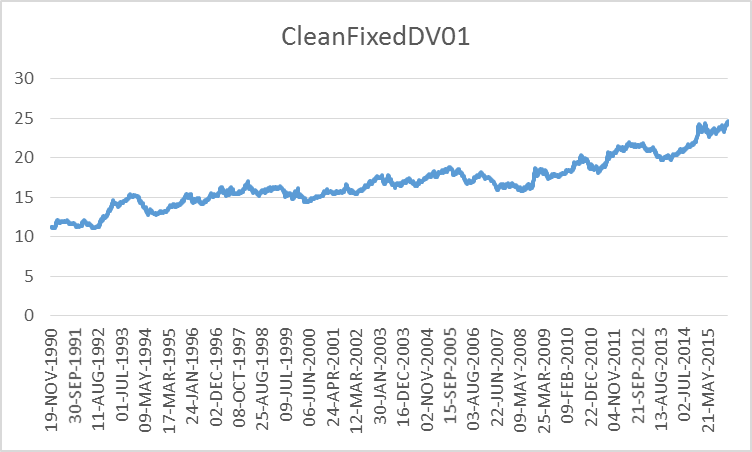 CleanFixedDV01
30
25
20
15
10
5
0
19-NOV-1990
30-SEP-1991
11-AUG-1992
01-JUL-1993
09-MAY-1994
17-MAR-1995
24-JAN-1996
02-DEC-1996
08-OCT-1997
25-AUG-1998
09-JUL-1999
06-JUN-2000
24-APR-2001
12-MAR-2002
30-JAN-2003
16-DEC-2003
02-NOV-2004
15-SEP-2005
03-AUG-2006
22-JUN-2007
09-MAY-2008
25-MAR-2009
09-FEB-2010
22-DEC-2010
04-NOV-2011
21-SEP-2012
13-AUG-2013
02-JUL-2014
21-MAY-2015